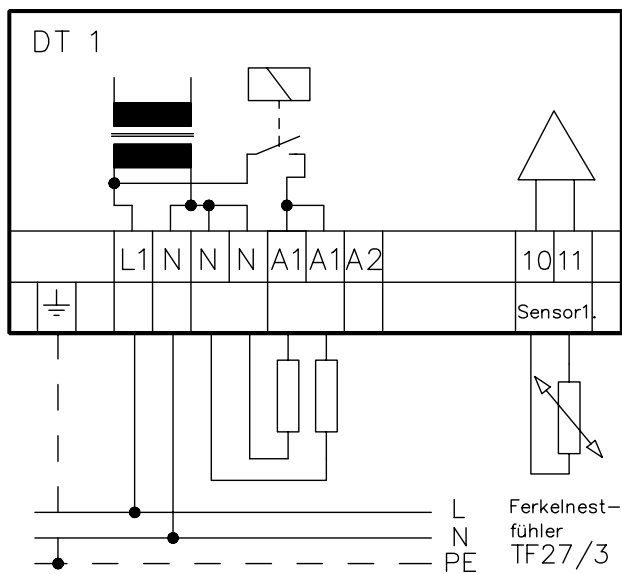 DT 1
L1 N N N A1 A1 A2 10 11
Sensor1.
L
N
PE
Ferkelnest-
fühler
TF27/3